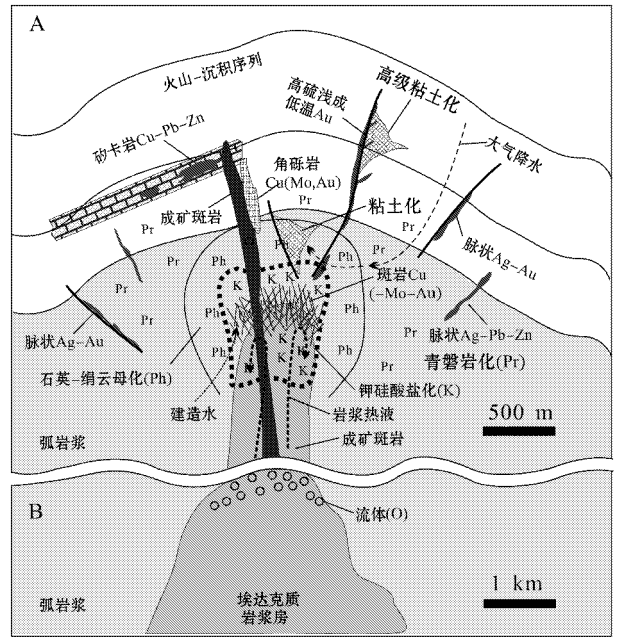 A
火山-沉积序列
高硫浅成
低温Au
高级粘土化
矽卡岩Cu-Pb-Zn
大气降水
角砾岩
Cu(Mo,Au)
成矿斑岩
粘土化
Pr
Pr
Pr
Ph
Pr
脉状Ag-Au
Pr
Ph
K
K
K
K
斑岩Cu
(-Mo-Au)
Ph
Pr
Pr
Ph
Pr
脉状Ag-Au
脉状Ag-Pb-Zn
Ph
K
K
Ph
青磐岩化(Pr)
石英-绢云母化(Ph)
K
K
钾硅酸盐化(K)
建造水
岩浆热液
500 m
弧岩浆
成矿斑岩
B
流体(O)
弧岩浆
埃达克质
岩浆房
1 km